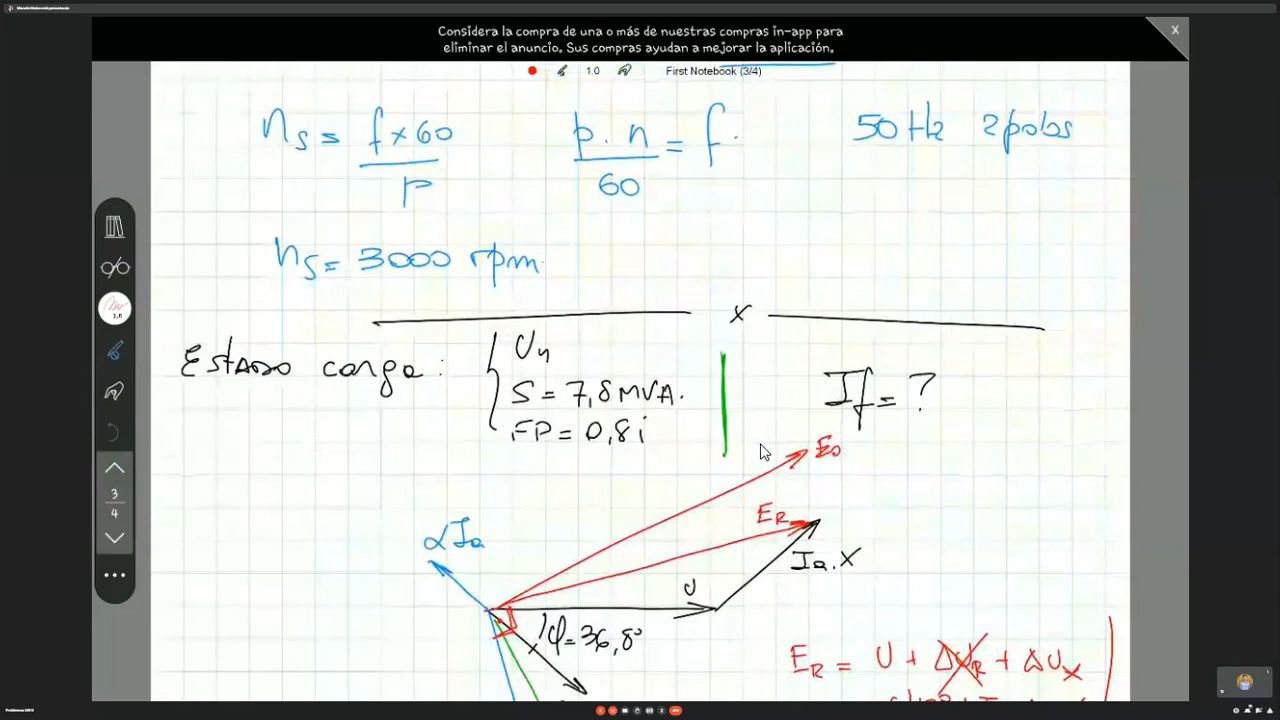 Considera la compra de una o más de nuestras compras in-app para
eliminar el anuncio. Sus compras ayudan a mejorar la aplicación.
X
1.0 First Notebook (3/4)
ns = f x 60 / p
p . n / 60 = f.
50 Hz 2 polos
ns = 3000 rpm.
x
Estado carga:
Un
S = 7,8 MVA.
FP = 0,8 i
If = ?
E0
ER
αIa
Ia.X
U
φ = 36,8°
ER = U + ΔUR + ΔUx
1.0
3
4